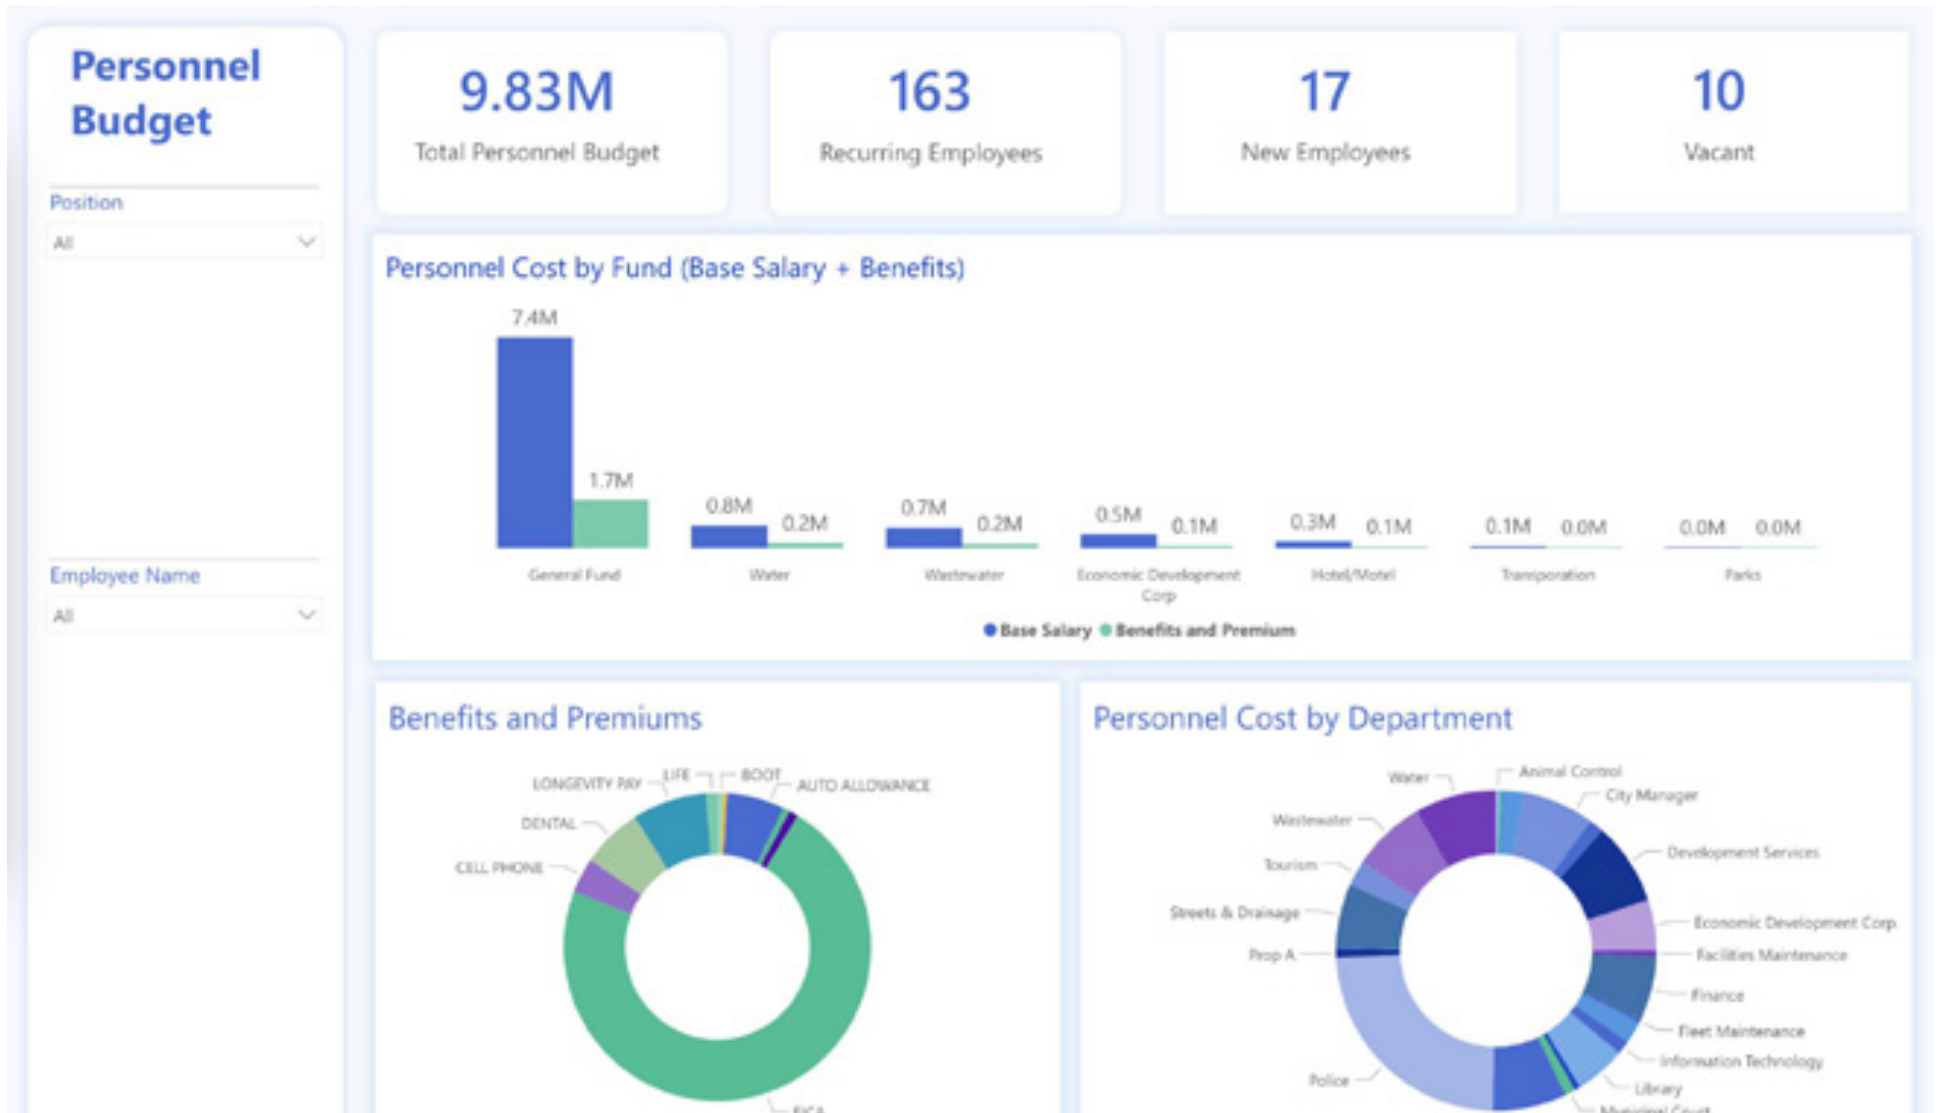 Personnel
Budget
Position
All
Employee Name
All
9.83M
Total Personnel Budget
163
Recurring Employees
17
New Employees
10
Vacant
Personnel Cost by Fund (Base Salary + Benefits)
7.4M
1.7M
0.8M
0.2M
0.7M
0.2M
0.5M
0.1M
0.3M
0.1M
0.1M
0.0M
0.0M
0.0M
General Fund
Water
Wastewater
Economic Development
Corp
Hotel/Motel
Transporation
Parks
Base Salary
Benefits and Premium
Benefits and Premiums
LIFE
BOOT
LONGEVITY PAY
AUTO ALLOWANCE
DENTAL
CELL PHONE
FICA
Personnel Cost by Department
Water
Animal Control
City Manager
Wastewater
Development Services
Tourism
Streets & Drainage
Economic Development Corp.
Prop A
Facilities Maintenance
Finance
Fleet Maintenance
Information Technology
Police
Library
Municipal Court